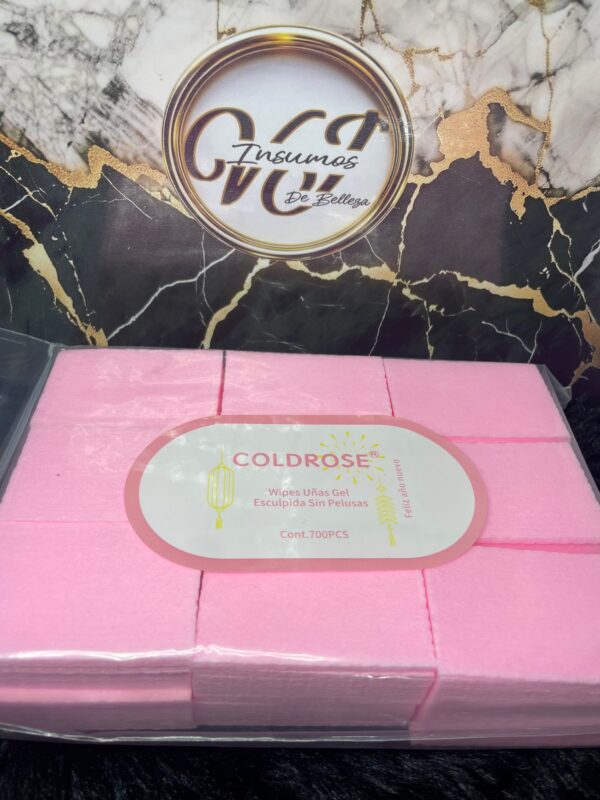 Insumos
De Belleza
COLDROSE®
Wipes Uñas Gel
Esculpida Sin Pelusas
Cont.700PCS
Feliz año nuevo